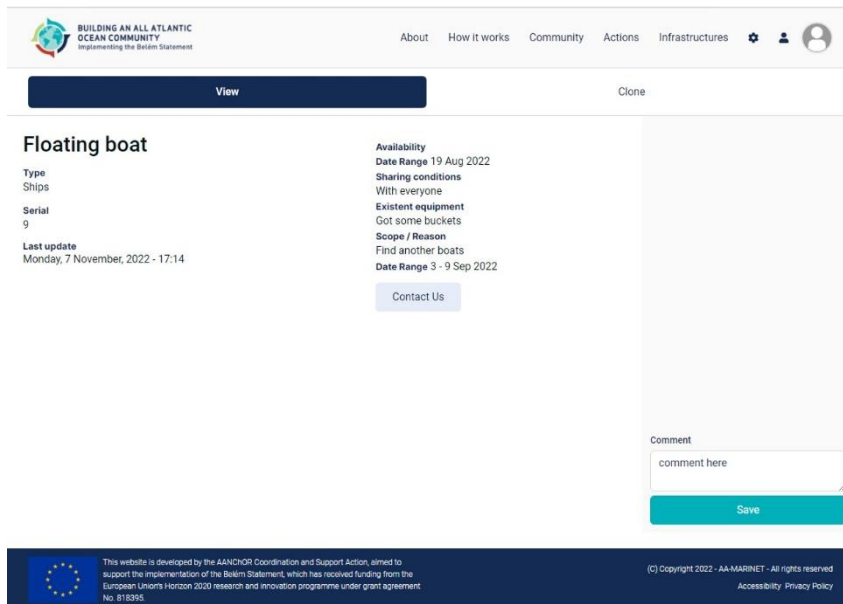 BUILDING AN ALL ATLANTIC
OCEAN COMMUNITY
Implementing the Belém Statement
About How it works Community Actions Infrastructures
View Clone
Floating boat
Type
Ships
Serial
9
Last update
Monday, 7 November, 2022 - 17:14
Availability
Date Range 19 Aug 2022
Sharing conditions
With everyone
Existent equipment
Got some buckets
Scope / Reason
Find another boats
Date Range 3 - 9 Sep 2022
Contact Us
Comment
comment here
Save
This website is developed by the AANChOR Coordination and Support Action, aimed to
support the implementation of the Belém Statement, which has received funding from the
European Union's Horizon 2020 research and innovation programme under grant agreement
No. 818395.
(C) Copyright 2022 - AA-MARINET - All rights reserved
Accessibility Privacy Policy